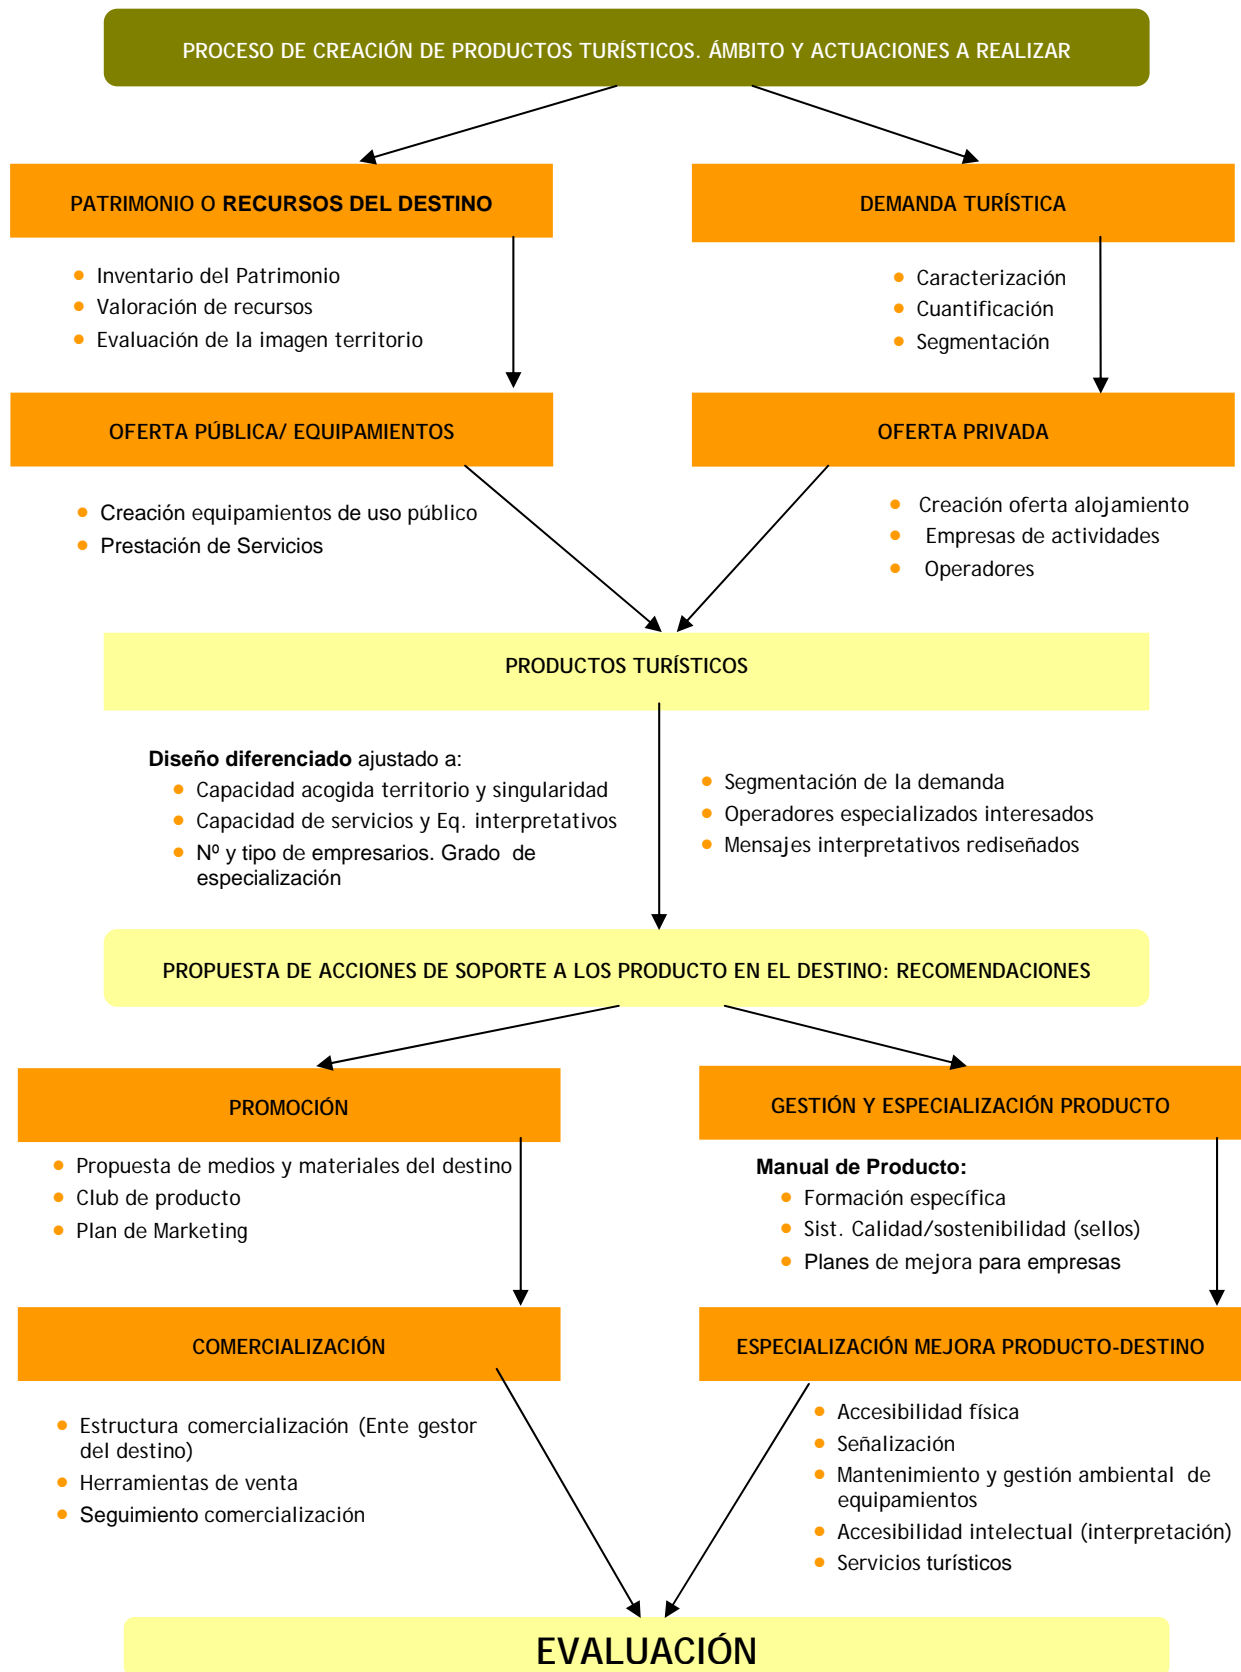 PROCESO DE CREACIÓN DE PRODUCTOS TURÍSTICOS. ÁMBITO Y ACTUACIONES A REALIZAR
PATRIMONIO O RECURSOS DEL DESTINO
Inventario del Patrimonio
Valoración de recursos
Evaluación de la imagen territorio
DEMANDA TURÍSTICA
Caracterización
Cuantificación
Segmentación
OFERTA PÚBLICA/ EQUIPAMIENTOS
Creación equipamientos de uso público
Prestación de Servicios
OFERTA PRIVADA
Creación oferta alojamiento
Empresas de actividades
Operadores
PRODUCTOS TURÍSTICOS
Diseño diferenciado ajustado a:
Capacidad acogida territorio y singularidad
Capacidad de servicios y Eq. interpretativos
Nº y tipo de empresarios. Grado de
especialización
Segmentación de la demanda
Operadores especializados interesados
Mensajes interpretativos rediseñados
PROPUESTA DE ACCIONES DE SOPORTE A LOS PRODUCTO EN EL DESTINO: RECOMENDACIONES
PROMOCIÓN
Propuesta de medios y materiales del destino
Club de producto
Plan de Marketing
GESTIÓN Y ESPECIALIZACIÓN PRODUCTO
Manual de Producto:
Formación específica
Sist. Calidad/sostenibilidad (sellos)
Planes de mejora para empresas
COMERCIALIZACIÓN
Estructura comercialización (Ente gestor
del destino)
Herramientas de venta
Seguimiento comercialización
ESPECIALIZACIÓN MEJORA PRODUCTO-DESTINO
Accesibilidad física
Señalización
Mantenimiento y gestión ambiental de
equipamientos
Accesibilidad intelectual (interpretación)
Servicios turísticos
EVALUACIÓN